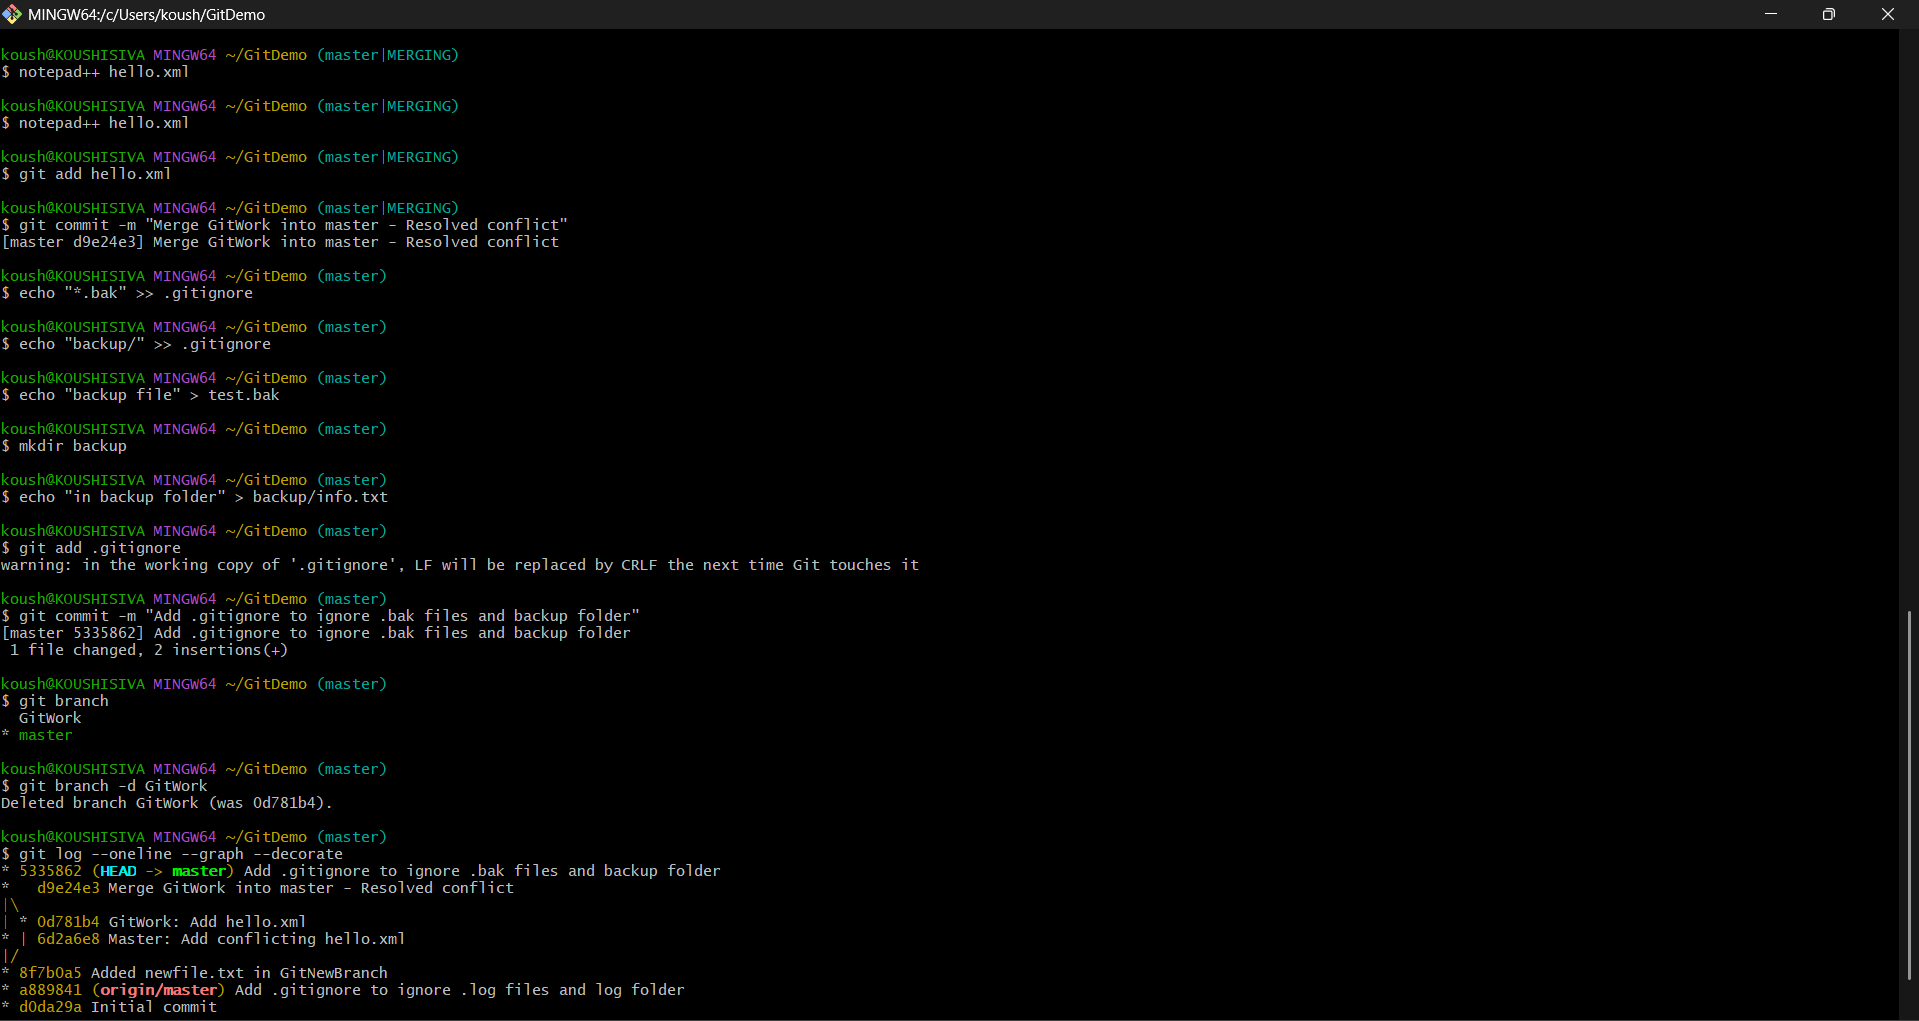 MINGW64:/c/Users/koush/GitDemo
koush@KOUSHISIVA MINGW64 ~/GitDemo (master|MERGING)
$ notepad++ hello.xml
koush@KOUSHISIVA MINGW64 ~/GitDemo (master|MERGING)
$ notepad++ hello.xml
koush@KOUSHISIVA MINGW64 ~/GitDemo (master|MERGING)
$ git add hello.xml
koush@KOUSHISIVA MINGW64 ~/GitDemo (master|MERGING)
$ git commit -m "Merge GitWork into master - Resolved conflict"
[master d9e24e3] Merge GitWork into master - Resolved conflict
koush@KOUSHISIVA MINGW64 ~/GitDemo (master)
$ echo "*.bak" >> .gitignore
koush@KOUSHISIVA MINGW64 ~/GitDemo (master)
$ echo "backup/" >> .gitignore
koush@KOUSHISIVA MINGW64 ~/GitDemo (master)
$ echo "backup file" > test.bak
koush@KOUSHISIVA MINGW64 ~/GitDemo (master)
$ mkdir backup
koush@KOUSHISIVA MINGW64 ~/GitDemo (master)
$ echo "in backup folder" > backup/info.txt
koush@KOUSHISIVA MINGW64 ~/GitDemo (master)
$ git add .gitignore
warning: in the working copy of '.gitignore', LF will be replaced by CRLF the next time Git touches it
koush@KOUSHISIVA MINGW64 ~/GitDemo (master)
$ git commit -m "Add .gitignore to ignore .bak files and backup folder"
[master 5335862] Add .gitignore to ignore .bak files and backup folder
 1 file changed, 2 insertions(+)
koush@KOUSHISIVA MINGW64 ~/GitDemo (master)
$ git branch
  GitWork
* master
koush@KOUSHISIVA MINGW64 ~/GitDemo (master)
$ git branch -d GitWork
Deleted branch GitWork (was 0d781b4).
koush@KOUSHISIVA MINGW64 ~/GitDemo (master)
$ git log --oneline --graph --decorate
* 5335862 (HEAD -> master) Add .gitignore to ignore .bak files and backup folder
*   d9e24e3 Merge GitWork into master - Resolved conflict
|\
| * 0d781b4 GitWork: Add hello.xml
* | 6d2a6e8 Master: Add conflicting hello.xml
|/
* 8f7b0a5 Added newfile.txt in GitNewBranch
* a889841 (origin/master) Add .gitignore to ignore .log files and log folder
* d0da29a Initial commit